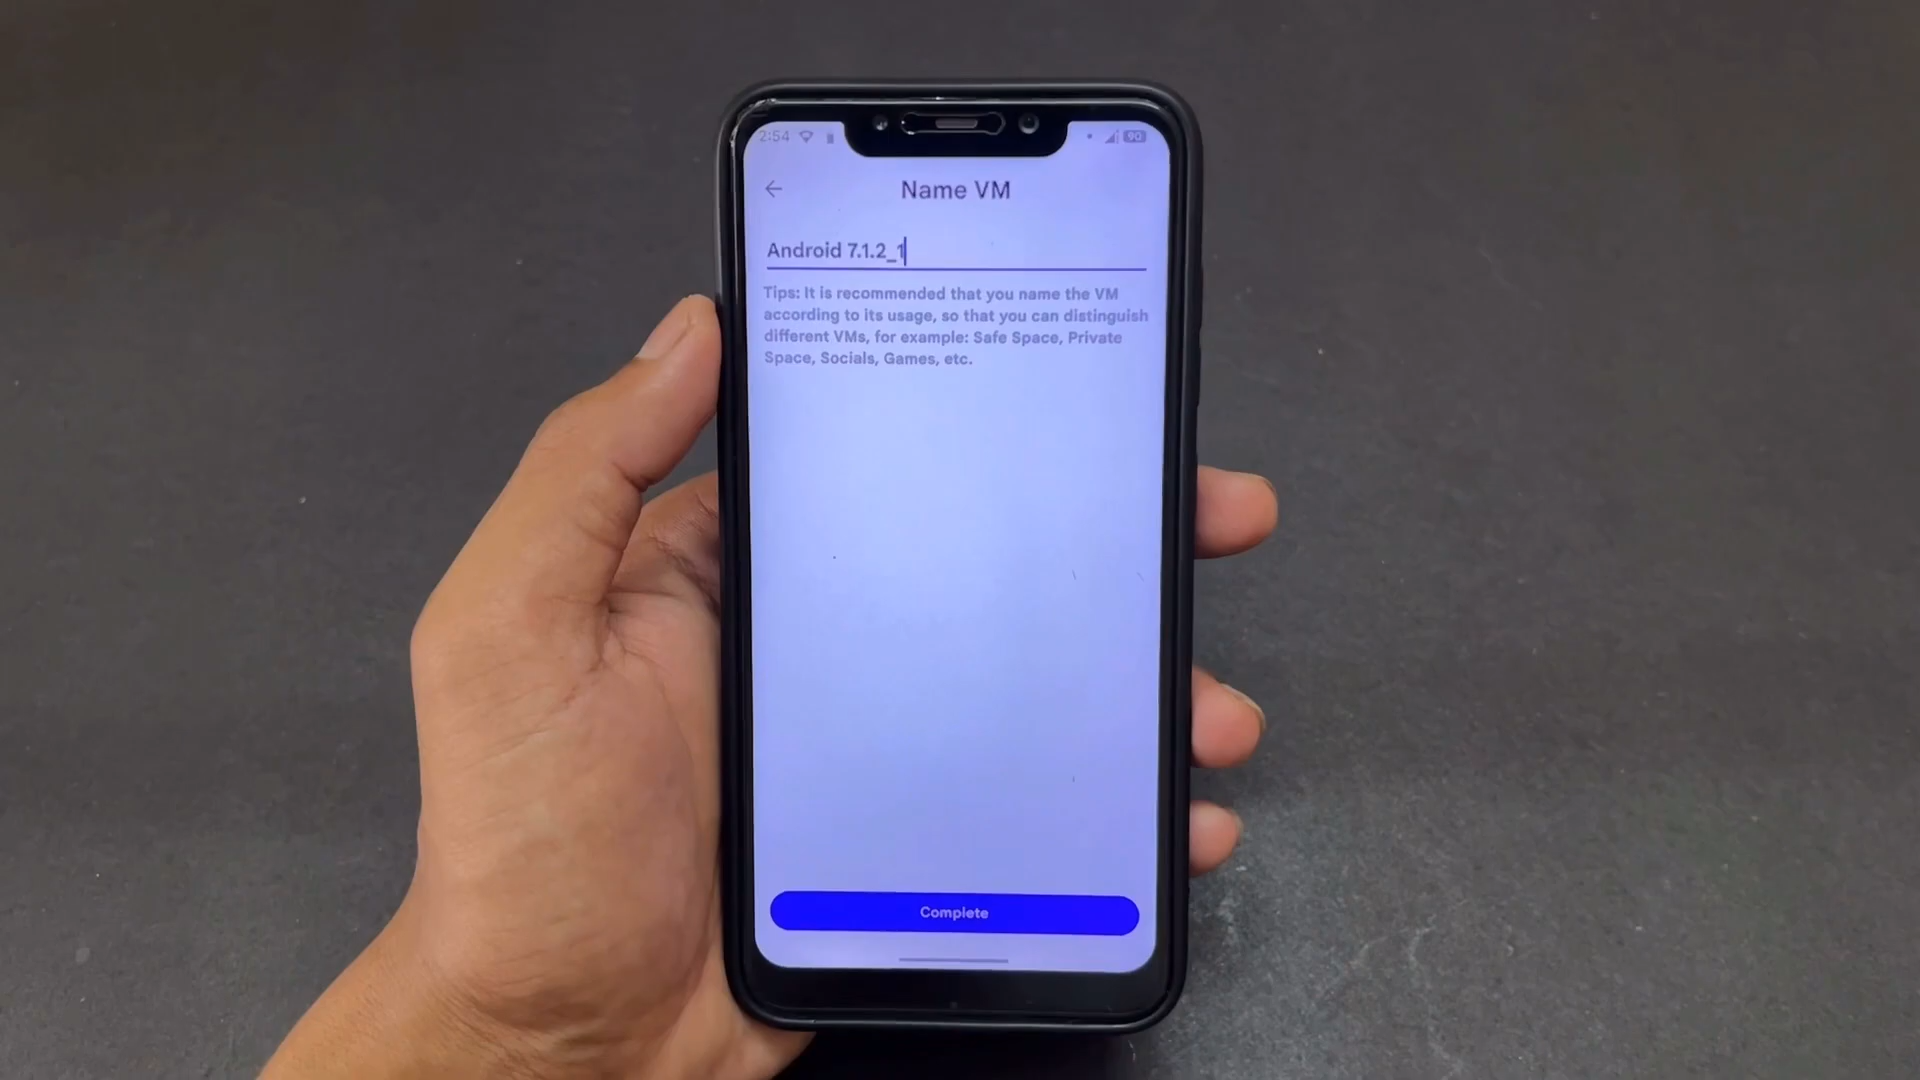 2:54
90
Name VM
Android 7.1.2_1
Tips: It is recommended that you name the VM
according to its usage, so that you can distinguish
different VMs, for example: Safe Space, Private
Space, Socials, Games, etc.
Complete